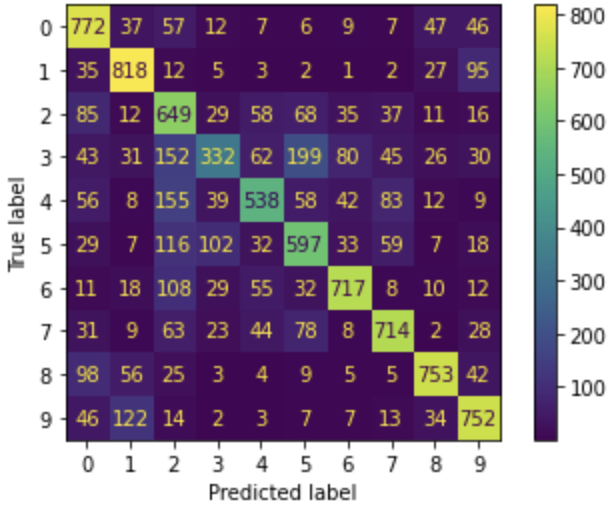 0 772 37 57 12 7 6 9 7 47 46
1 35 818 12 5 3 2 1 2 27 95
2 85 12 649 29 58 68 35 37 11 16
3 43 31 152 332 62 199 80 45 26 30
4 56 8 155 39 538 58 42 83 12 9
5 29 7 116 102 32 597 33 59 7 18
6 11 18 108 29 55 32 717 8 10 12
7 31 9 63 23 44 78 8 714 2 28
8 98 56 25 3 4 9 5 5 753 42
9 46 122 14 2 3 7 7 13 34 752
0 1 2 3 4 5 6 7 8 9
Predicted label
True label
800
700
600
500
400
300
200
100